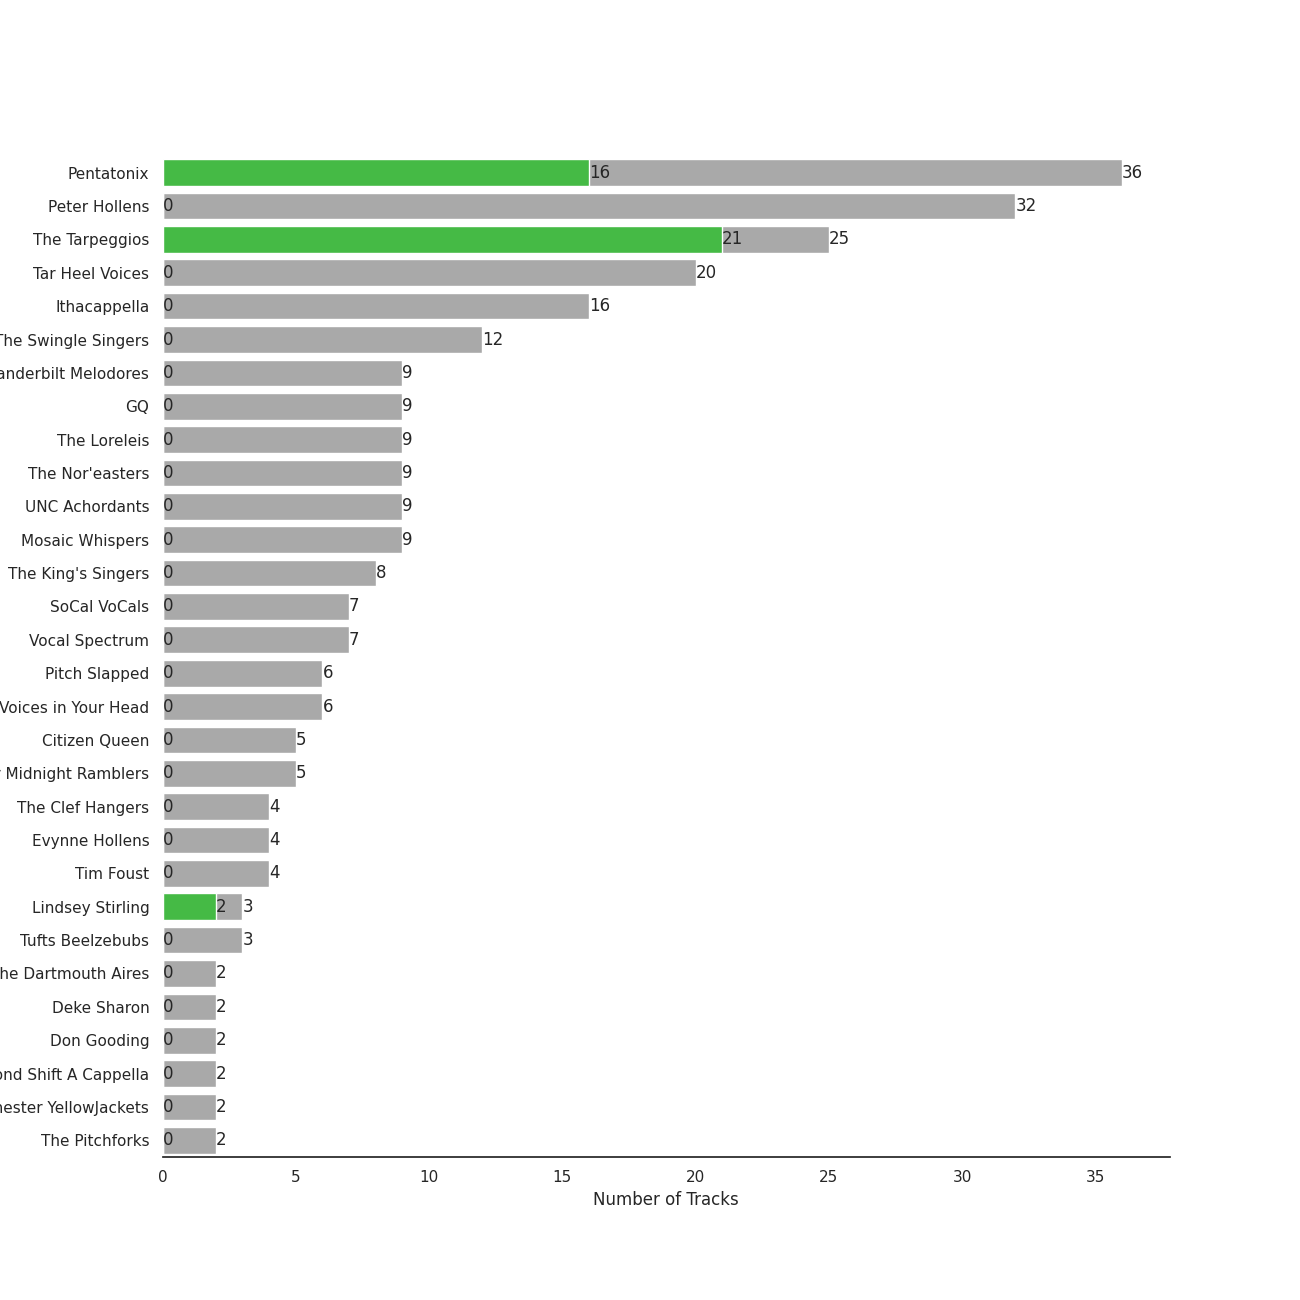 Pentatonix 16 36
Peter Hollens 0 32
The Tarpeggios 21 25
Tar Heel Voices 0 20
Ithacappella 0 16
The Swingle Singers 0 12
anderbilt Melodores 0 9
GQ 0 9
The Loreleis 0 9
The Nor'easters 0 9
UNC Achordants 0 9
Mosaic Whispers 0 9
The King's Singers 0 8
SoCal VoCals 0 7
Vocal Spectrum 0 7
Pitch Slapped 0 6
Voices in Your Head 0 6
Citizen Queen 0 5
Midnight Ramblers 0 5
The Clef Hangers 0 4
Evynne Hollens 0 4
Tim Foust 0 4
Lindsey Stirling 2 3
Tufts Beelzebubs 0 3
he Dartmouth Aires 0 2
Deke Sharon 0 2
Don Gooding 0 2
ond Shift A Cappella 0 2
hester YellowJackets 0 2
The Pitchforks 0 2
0 5 10 15 20 25 30 35
Number of Tracks